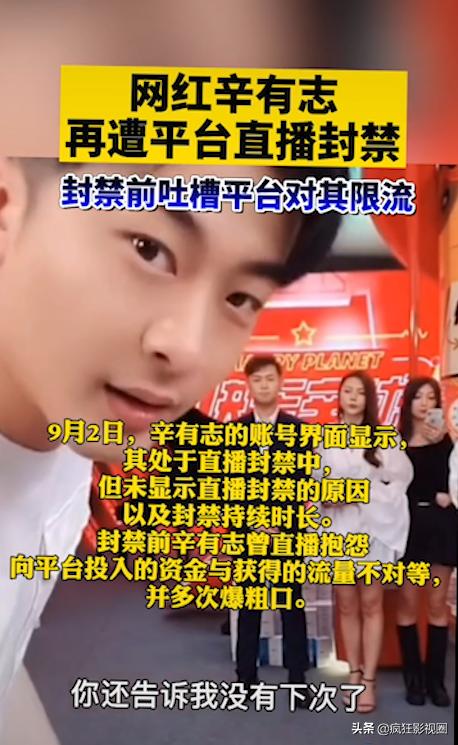 网红辛有志
再遭平台直播封禁
封禁前吐槽平台对其限流
PY PLANET
9月2日，辛有志的账号界面显示，
其处于直播封禁中，
但未显示直播封禁的原因
以及封禁持续时长。
封禁前辛有志曾直播抱怨
向平台投入的资金与获得的流量不对等，
并多次爆粗口。
你还告诉我没有下次了
头条 @疯狂影视圈